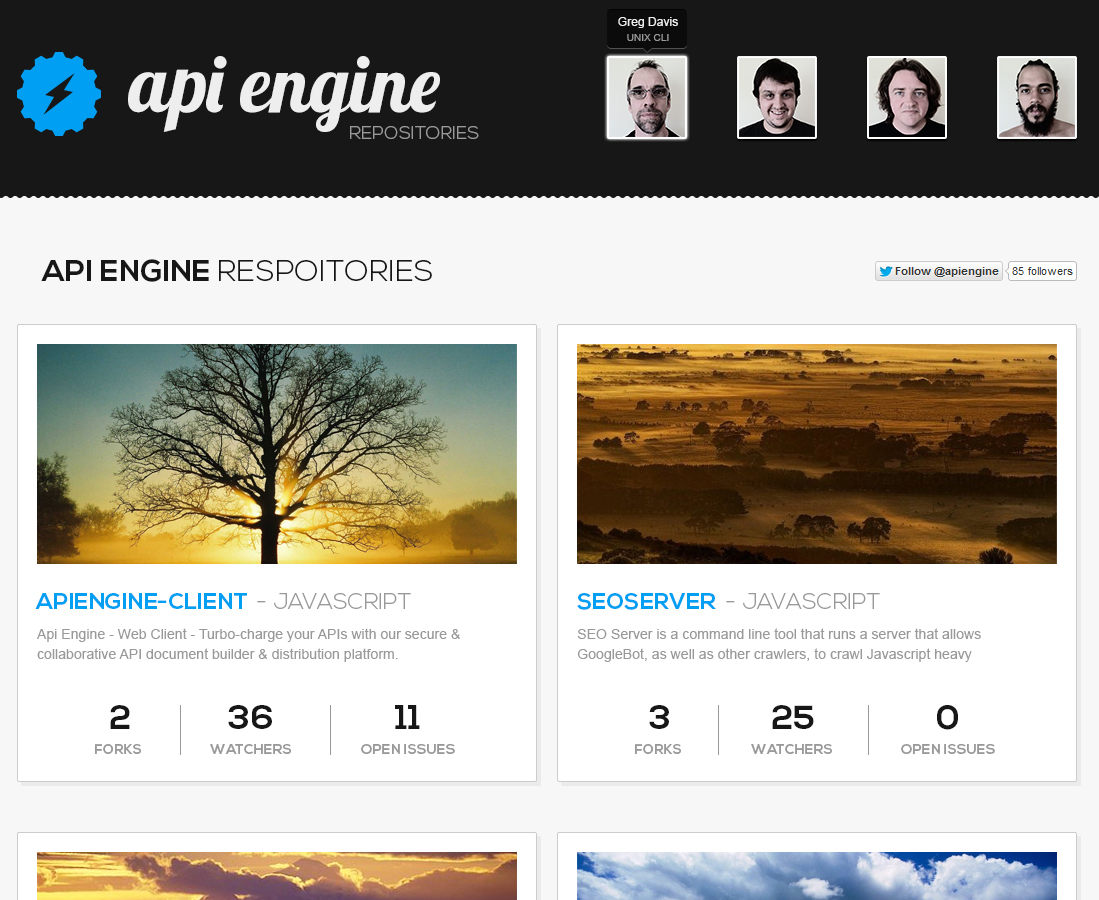 Greg Davis
UNIX CLI
api engine
REPOSITORIES
API ENGINE RESPOITORIES
Follow @apiengine
85 followers
APIENGINE-CLIENT - JAVASCRIPT
Api Engine - Web Client - Turbo-charge your APIs with our secure &
collaborative API document builder & distribution platform.
2
FORKS
36
WATCHERS
11
OPEN ISSUES
SEOSERVER - JAVASCRIPT
SEO Server is a command line tool that runs a server that allows
GoogleBot, as well as other crawlers, to crawl Javascript heavy
3
FORKS
25
WATCHERS
0
OPEN ISSUES